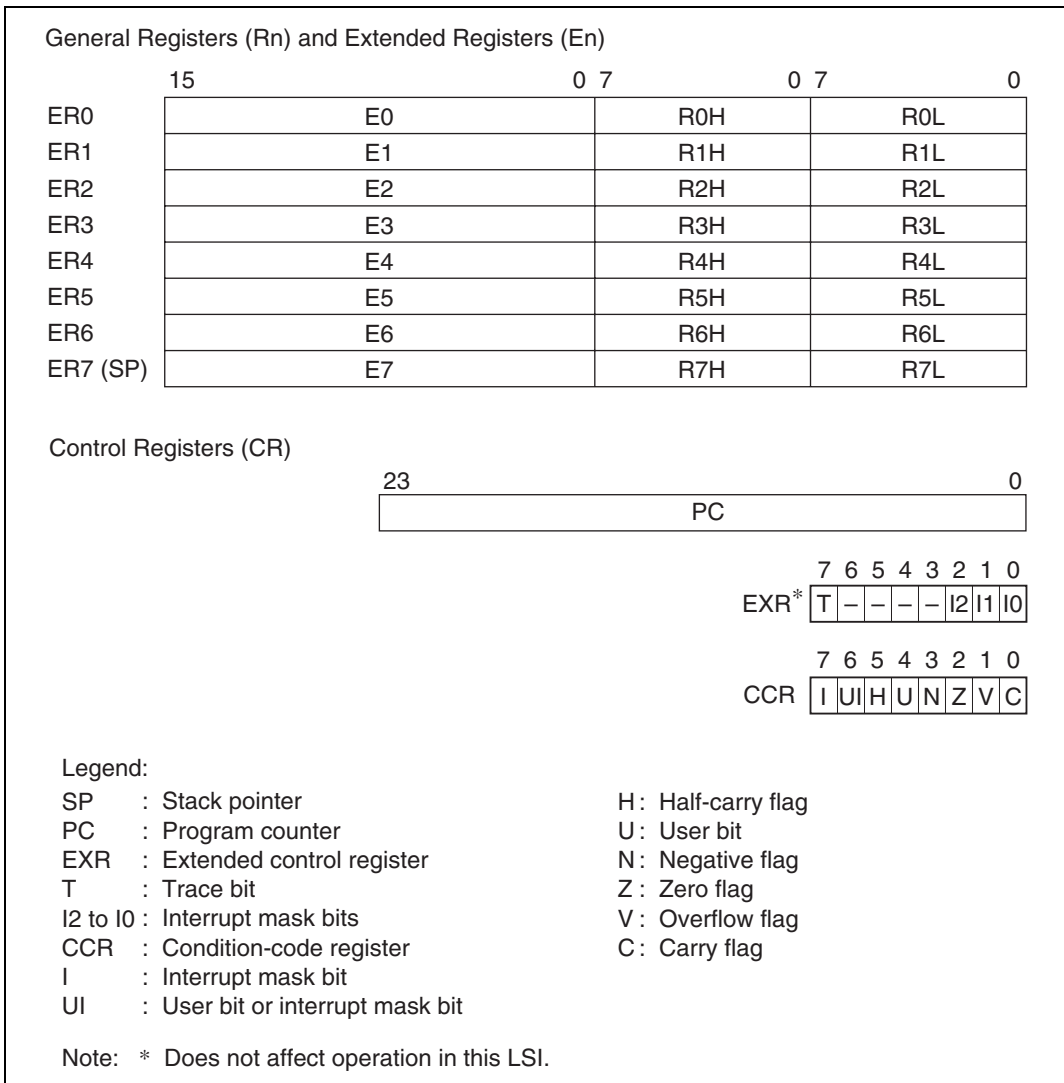 General Registers (Rn) and Extended Registers (En)
15 0 7 0 7 0
ER0 E0 R0H R0L
ER1 E1 R1H R1L
ER2 E2 R2H R2L
ER3 E3 R3H R3L
ER4 E4 R4H R4L
ER5 E5 R5H R5L
ER6 E6 R6H R6L
ER7 (SP) E7 R7H R7L
Control Registers (CR)
23 0
PC
7 6 5 4 3 2 1 0
EXR* T – – – – I2 I1 I0
7 6 5 4 3 2 1 0
CCR I UI H U N Z V C
Legend:
SP : Stack pointer
PC : Program counter
EXR : Extended control register
T : Trace bit
I2 to I0 : Interrupt mask bits
CCR : Condition-code register
I : Interrupt mask bit
UI : User bit or interrupt mask bit
H : Half-carry flag
U : User bit
N : Negative flag
Z : Zero flag
V : Overflow flag
C : Carry flag
Note: * Does not affect operation in this LSI.